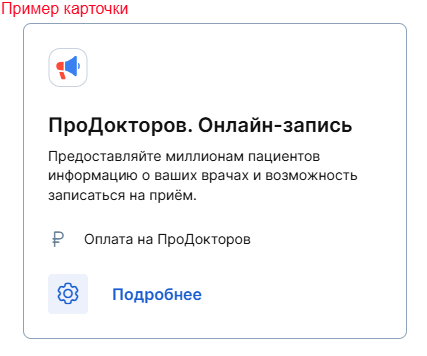 Пример карточки
ПроДокторов. Онлайн-запись
Предоставляйте миллионам пациентов
информацию о ваших врачах и возможность
записаться на приём.
₽ Оплата на ПроДокторов
Подробнее